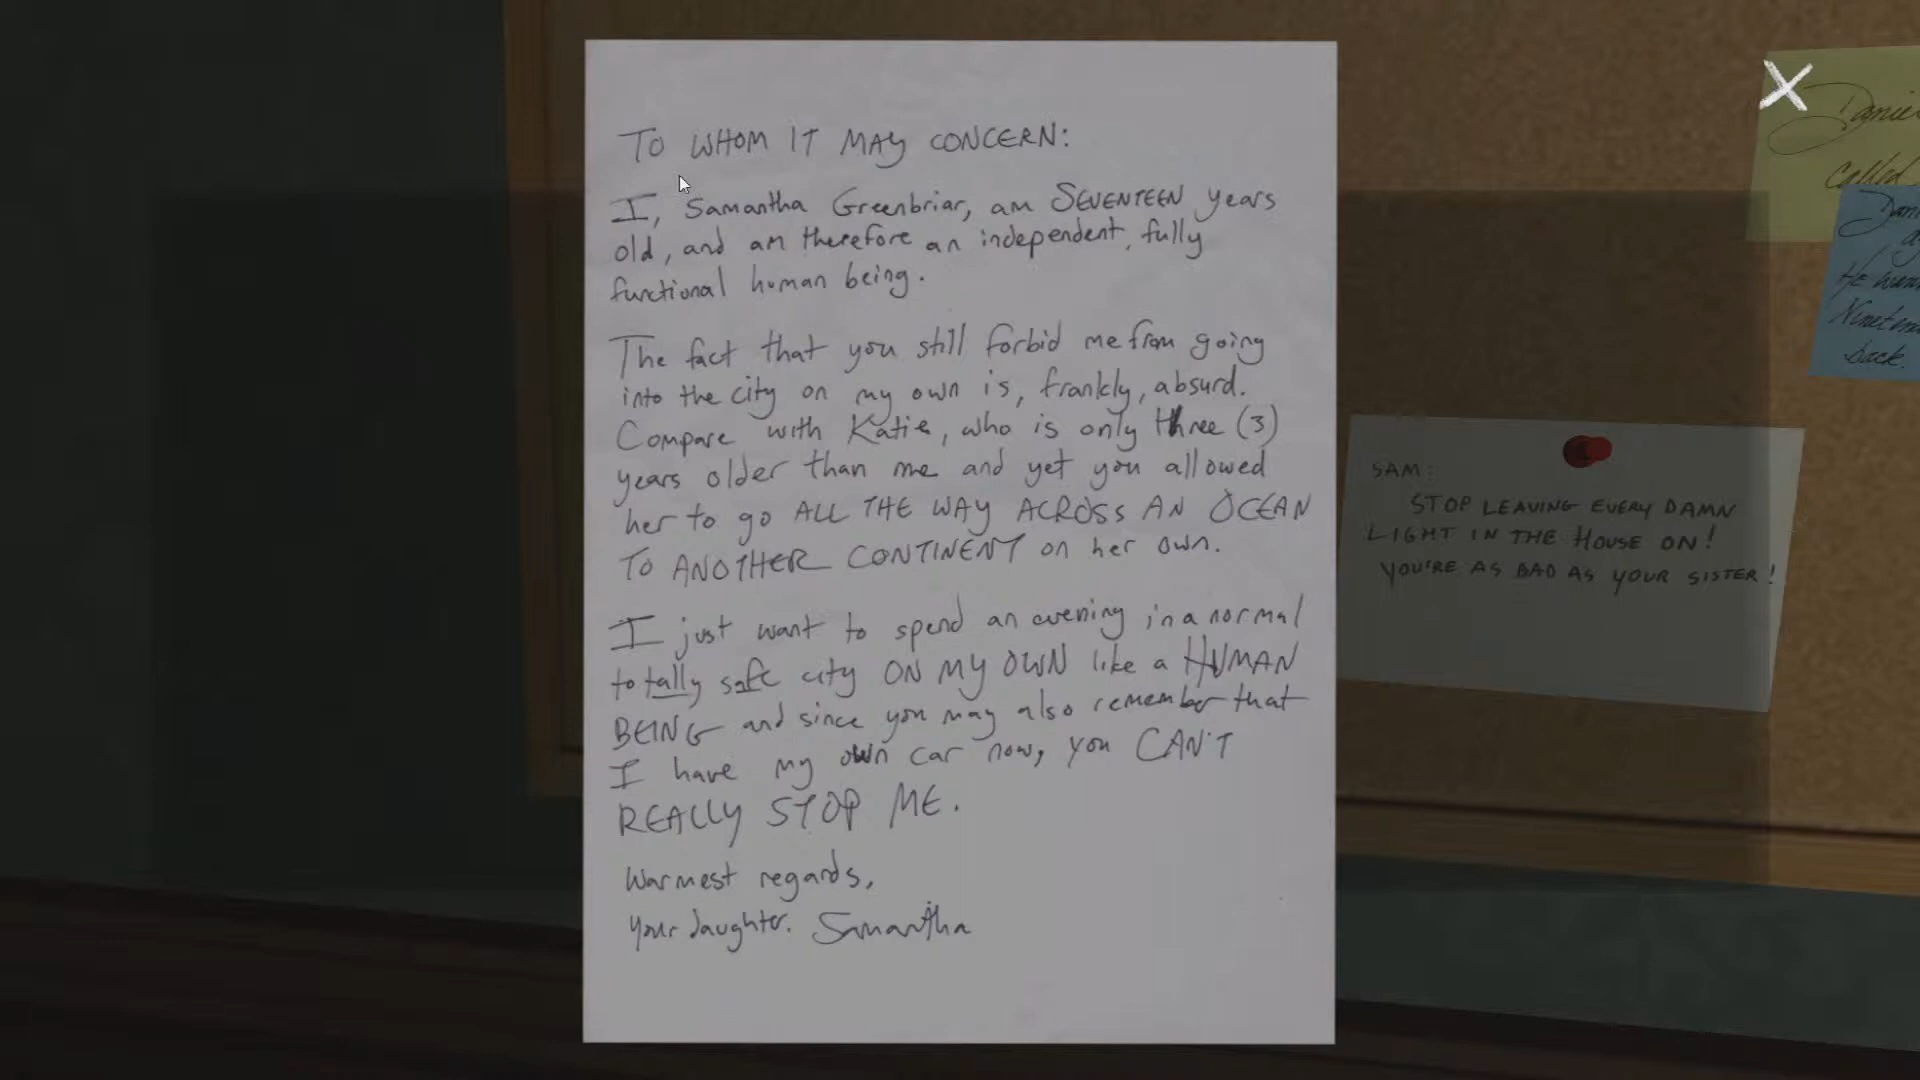 TO WHOM IT MAY CONCERN:
I, Samantha Greenbriar, am SEVENTEEN years
old, and am therefore an independent, fully
functional human being.
The fact that you still forbid me from going
into the city on my own is, frankly, absurd.
Compare with Katie, who is only three (3)
years older than me and yet you allowed
her to go ALL THE WAY ACROSS AN OCEAN
TO ANOTHER CONTINENT on her own.
I just want to spend an evening in a normal
totally safe city ON MY OWN like a HUMAN
BEING and since you may also remember that
I have my own car now, you CAN'T
REALLY STOP ME.
Warmest regards,
Your daughter. Samantha
SAM:
STOP LEAVING EVERY DAMN
LIGHT IN THE HOUSE ON!
YOU'RE AS BAD AS YOUR SISTER!
called
He
back.